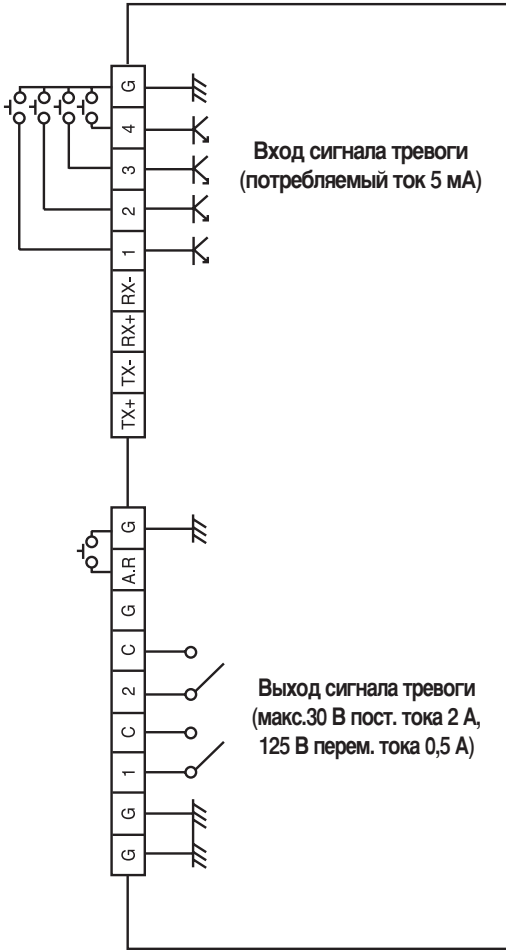 G
4
3
2
1
RX-
RX+
TX-
TX+
Вход сигнала тревоги
(потребляемый ток 5 мА)
G
A.R
G
C
2
C
1
G
G
Выход сигнала тревоги
(макс.30 В пост. тока 2 А,
125 В перем. тока 0,5 А)